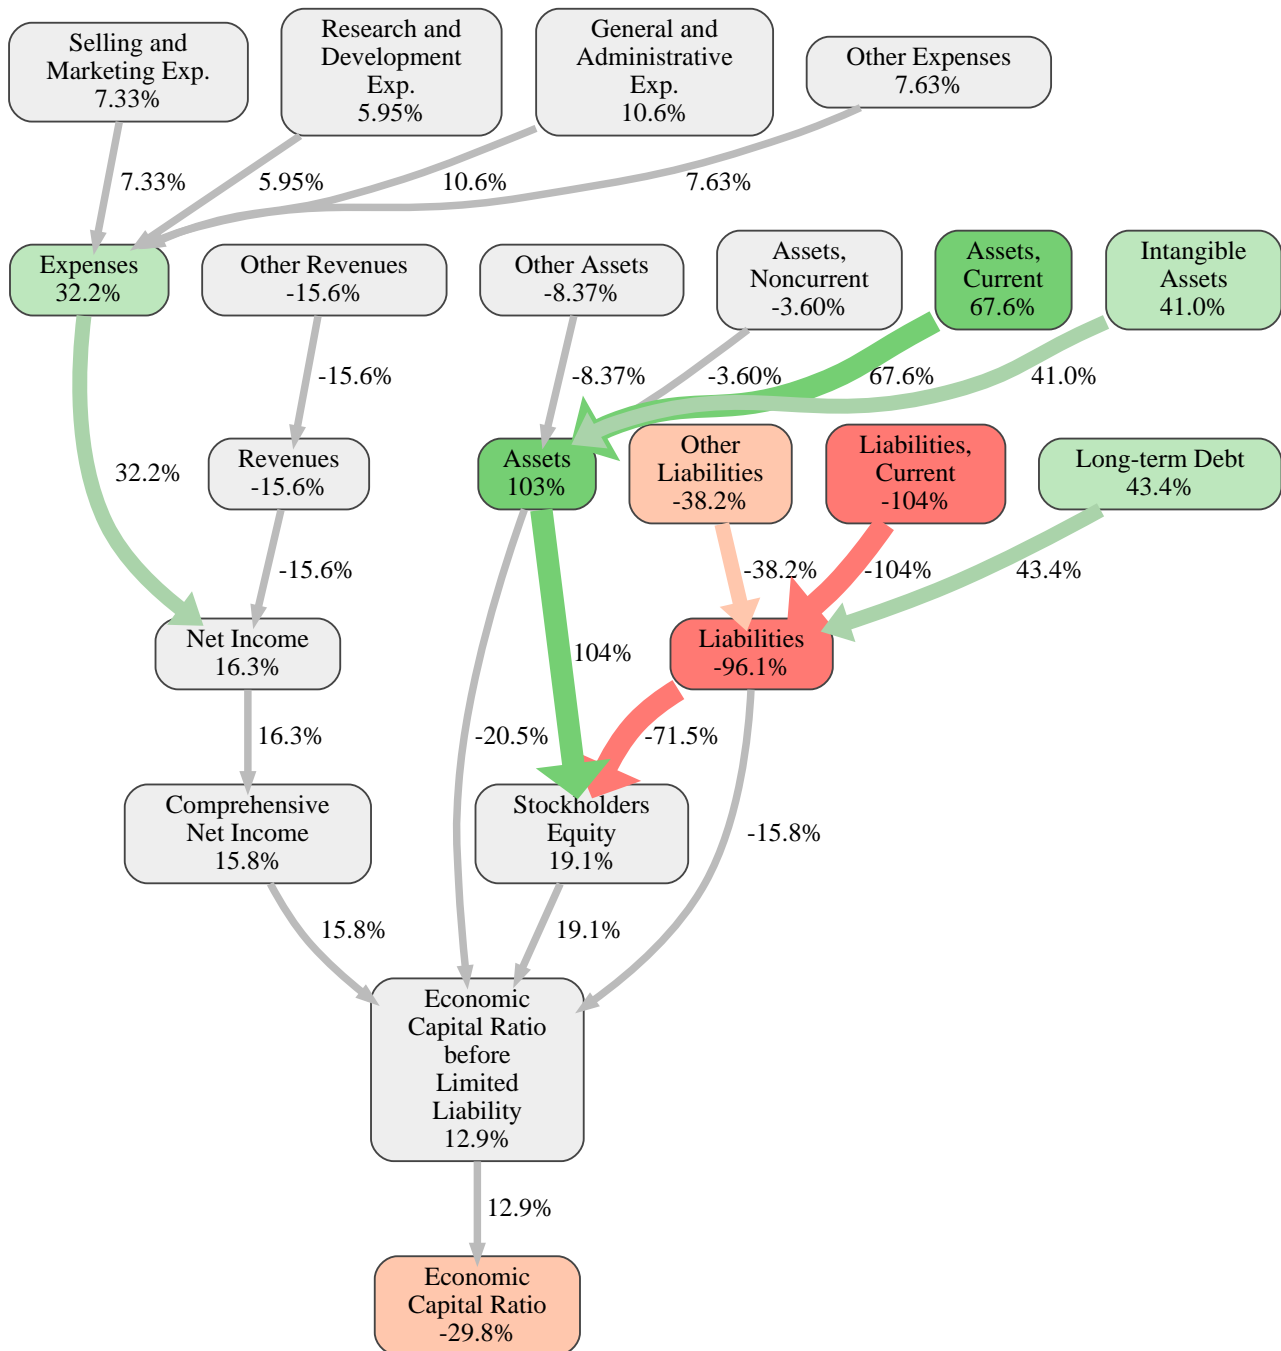 Selling and
Marketing Exp.
7.33%
Research and
Development
Exp.
5.95%
General and
Administrative
Exp.
10.6%
Other Expenses
7.63%
7.33%
5.95%
10.6%
7.63%
Expenses
32.2%
Other Revenues
-15.6%
Other Assets
-8.37%
Assets,
Noncurrent
-3.60%
Assets,
Current
67.6%
Intangible
Assets
41.0%
-15.6%
-8.37%
-3.60%
67.6%
41.0%
32.2%
Revenues
-15.6%
Assets
103%
Other
Liabilities
-38.2%
Liabilities,
Current
-104%
Long-term Debt
43.4%
-15.6%
-38.2%
-104%
43.4%
Net Income
16.3%
104%
Liabilities
-96.1%
16.3%
-20.5%
-71.5%
Comprehensive
Net Income
15.8%
Stockholders
Equity
19.1%
-15.8%
15.8%
19.1%
Economic
Capital Ratio
before
Limited
Liability
12.9%
12.9%
Economic
Capital Ratio
-29.8%